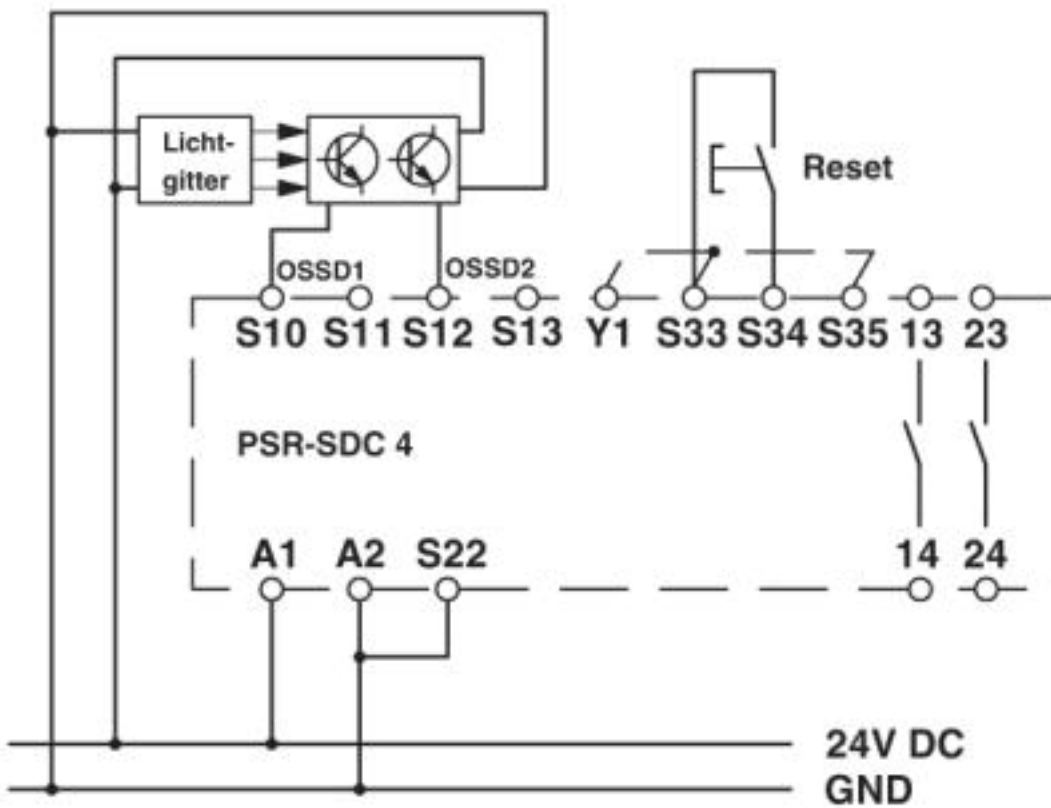 Licht-
gitter
Reset
OSSD1 OSSD2
S10 S11 S12 S13 Y1 S33 S34 S35 13 23
PSR-SDC 4
A1 A2 S22 14 24
24V DC
GND